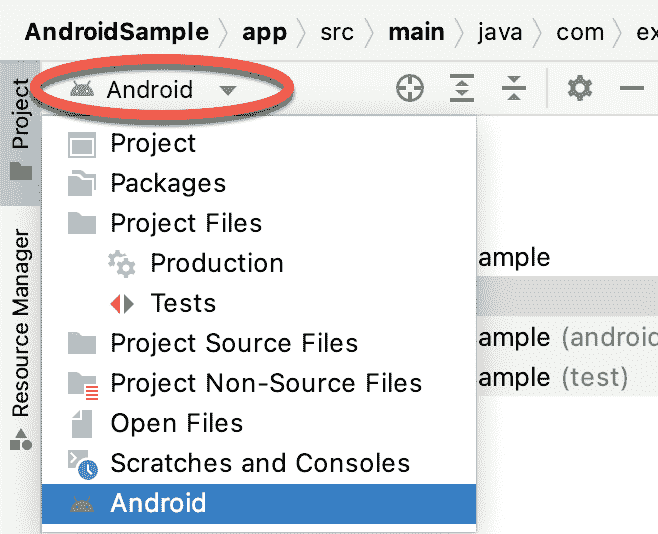 AndroidSample app src main java com ex
Project
Resource Manager
Android
Project
Packages
Project Files
Production
Tests
Project Source Files
Project Non-Source Files
Open Files
Scratches and Consoles
Android
ample
ample (android
ample (test)